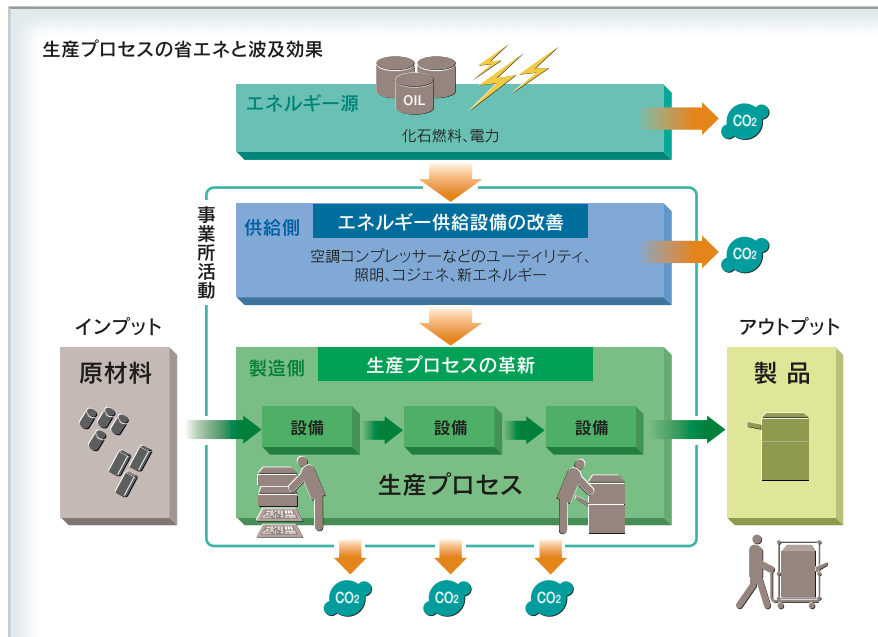 生産プロセスの省エネと波及効果
OIL
エネルギー源
化石燃料、電力
CO2
事業所活動
供給側
エネルギー供給設備の改善
空調コンプレッサーなどのユーティリティ、
照明、コジェネ、新エネルギー
CO2
インプット
原材料
製造側
生産プロセスの革新
設備
設備
設備
生産プロセス
アウトプット
製品
CO2
CO2
CO2